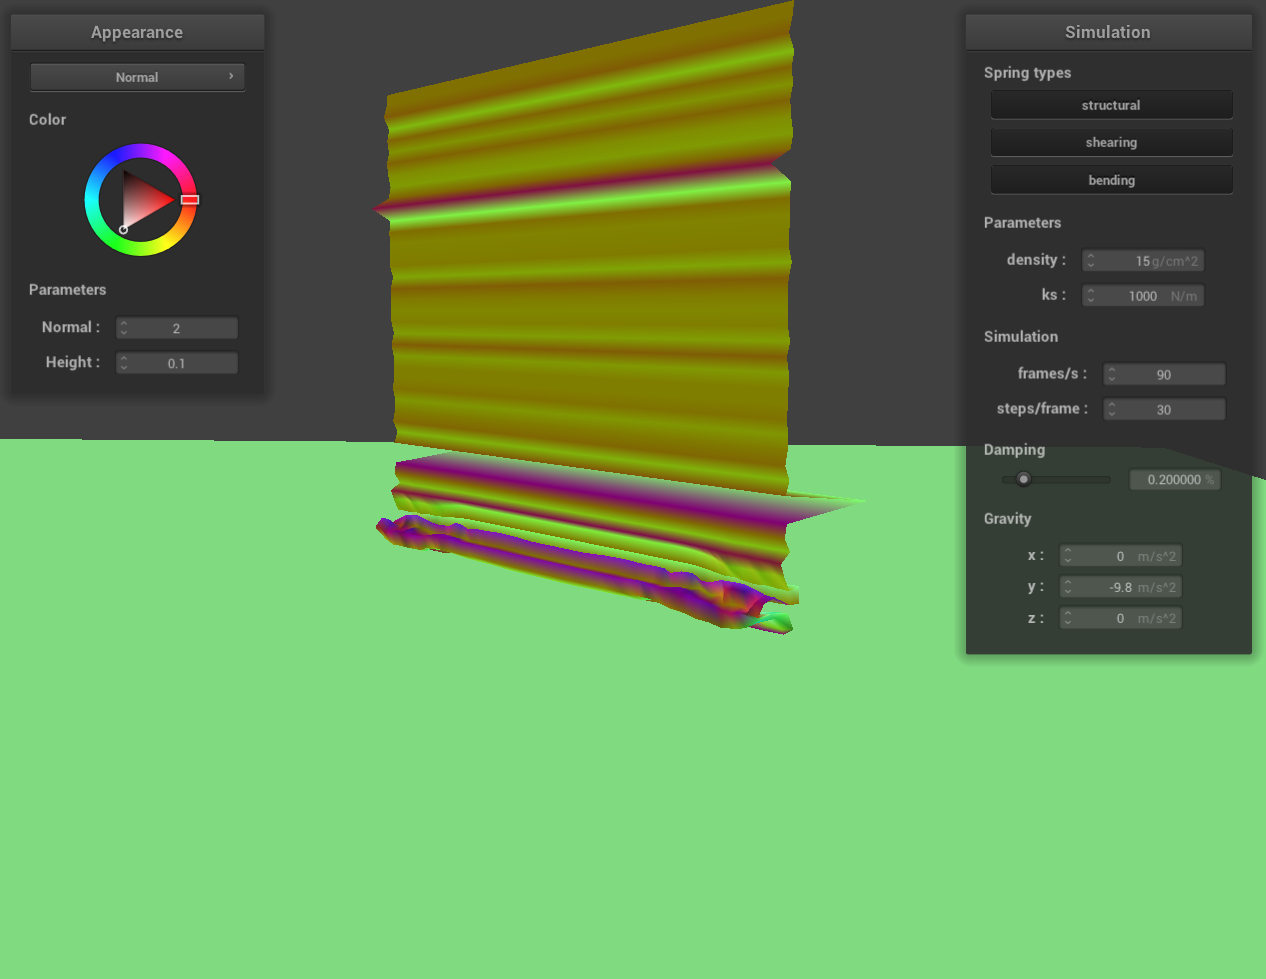 Appearance
Normal
Color
Parameters
Normal : 2
Height : 0.1
Simulation
Spring types
structural
shearing
bending
Parameters
density : 15 g/cm^2
ks : 1000 N/m
Simulation
frames/s : 90
steps/frame : 30
Damping
0.200000 %
Gravity
x : 0 m/s^2
y : -9.8 m/s^2
z : 0 m/s^2